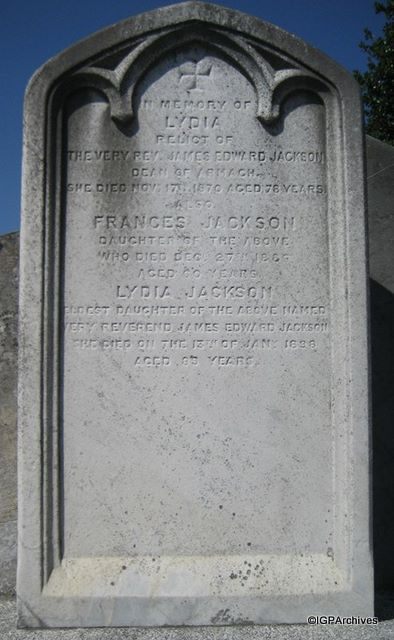 IN MEMORY OF
LYDIA
RELICT OF
THE VERY REV. JAMES EDWARD JACKSON
DEAN OF ARMAGH.
SHE DIED NOV. 17TH, 1870 AGED 78 YEARS.
ALSO
FRANCES JACKSON
DAUGHTER OF THE ABOVE
WHO DIED DEC. 27TH
AGED YEARS.
LYDIA JACKSON
ELDEST DAUGHTER OF THE ABOVE NAMED
VERY REVEREND JAMES EDWARD JACKSON
SHE DIED ON THE 13TH OF JANY
AGED YEARS.
©IGPArchives